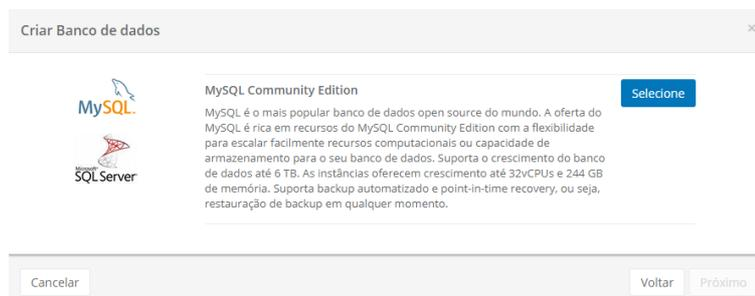 Criar Banco de dados
×
MySQL.
Microsoft
SQL Server
MySQL Community Edition
Selecione
MySQL é o mais popular banco de dados open source do mundo. A oferta do
MySQL é rica em recursos do MySQL Community Edition com a flexibilidade
para escalar facilmente recursos computacionais ou capacidade de
armazenamento para o seu banco de dados. Suporta o crescimento do banco
de dados até 6 TB. As instâncias oferecem crescimento até 32vCPUs e 244 GB
de memória. Suporta backup automatizado e point-in-time recovery, ou seja,
restauração de backup em qualquer momento.
Cancelar
Voltar
Próximo